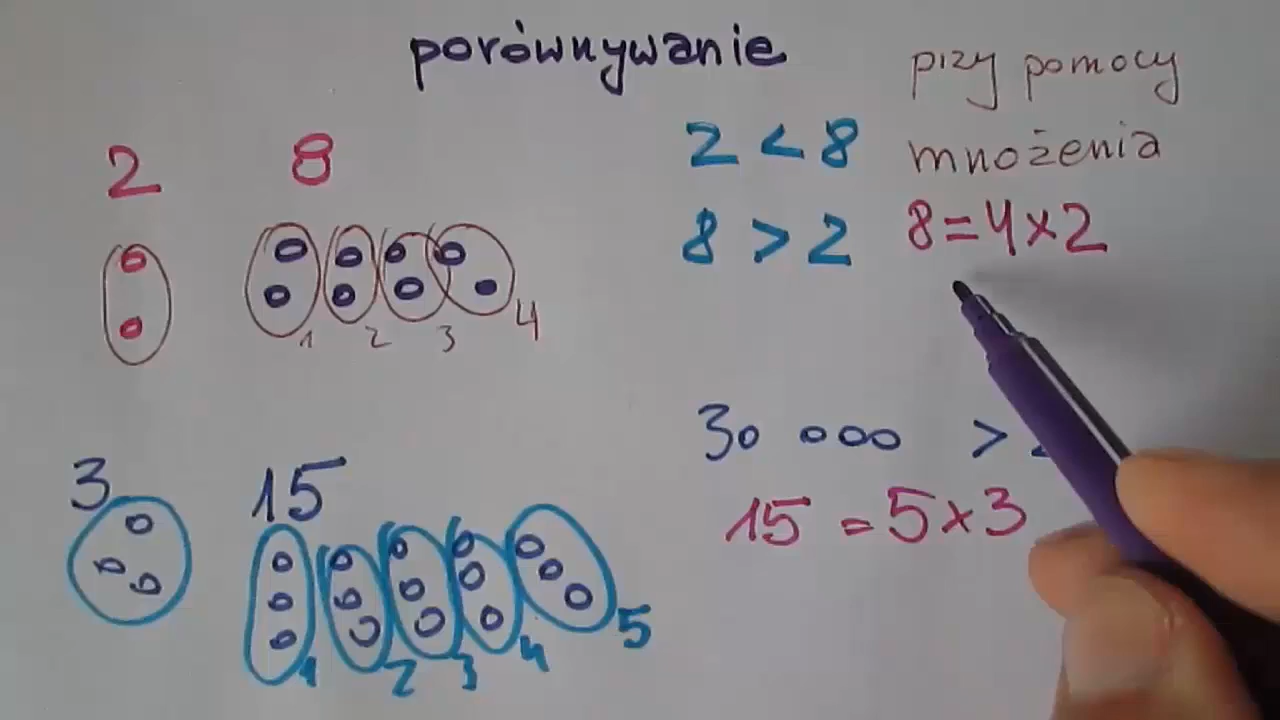 porównywanie
przy pomocy
mnożenia
2 8
2 < 8
8 > 2
8 = 4 x 2
1 2 3 4
30 000 >
3 15
15 = 5 x 3
1 2 3 4 5